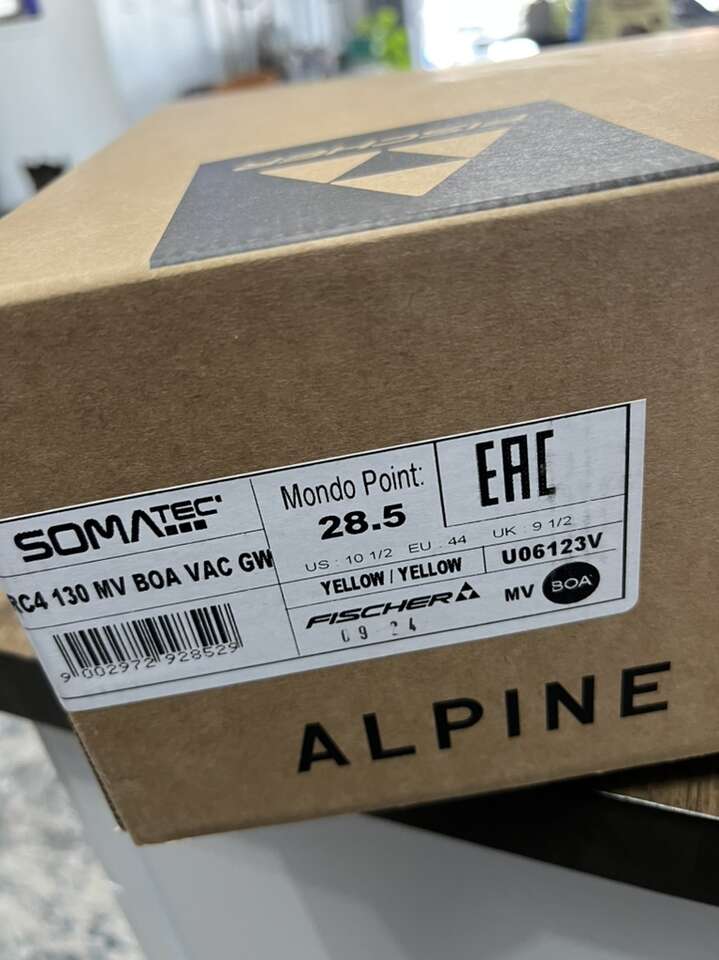 FISCHER
SOMATEC
RC4 130 MV BOA VAC GW
9 002972 928529
Mondo Point:
28.5
US : 10 1/2 EU : 44 UK : 9 1/2
YELLOW / YELLOW
U06123V
FISCHER
09 24
MV BOA
EAC
ALPINE